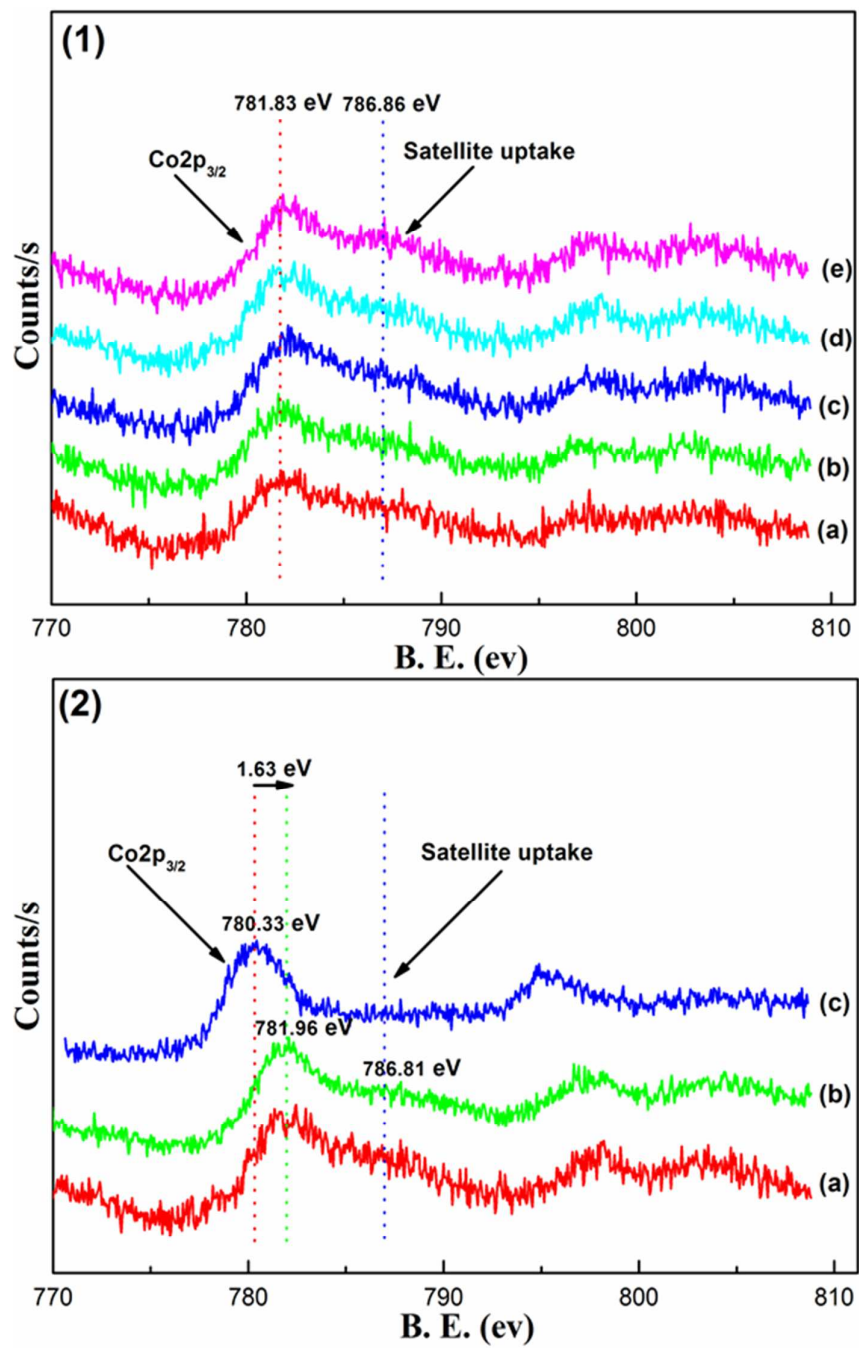 (1)
781.83 eV 786.86 eV
Co2p3/2
Satellite uptake
(e)
(d)
(c)
(b)
(a)
Counts/s
770 780 790 800 810
B. E. (ev)
(2)
1.63 eV
Co2p3/2
Satellite uptake
780.33 eV
(c)
781.96 eV
786.81 eV
(b)
(a)
Counts/s
770 780 790 800 810
B. E. (ev)